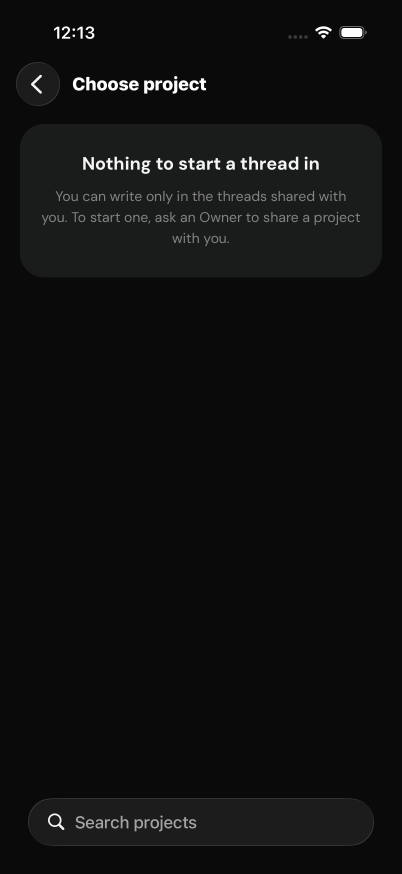 12:13
Choose project
Nothing to start a thread in
You can write only in the threads shared with
you. To start one, ask an Owner to share a project
with you.
Search projects